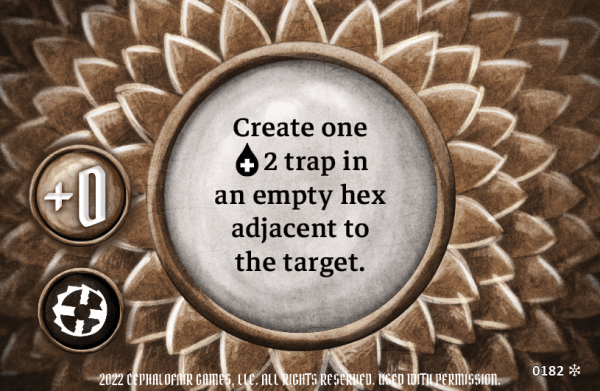 Create one
2 trap in
an empty hex
adjacent to
the target.
+0
2022 CEPHALOFAIR GAMES, LLC. ALL RIGHTS RESERVED. USED WITH PERMISSION.
0182